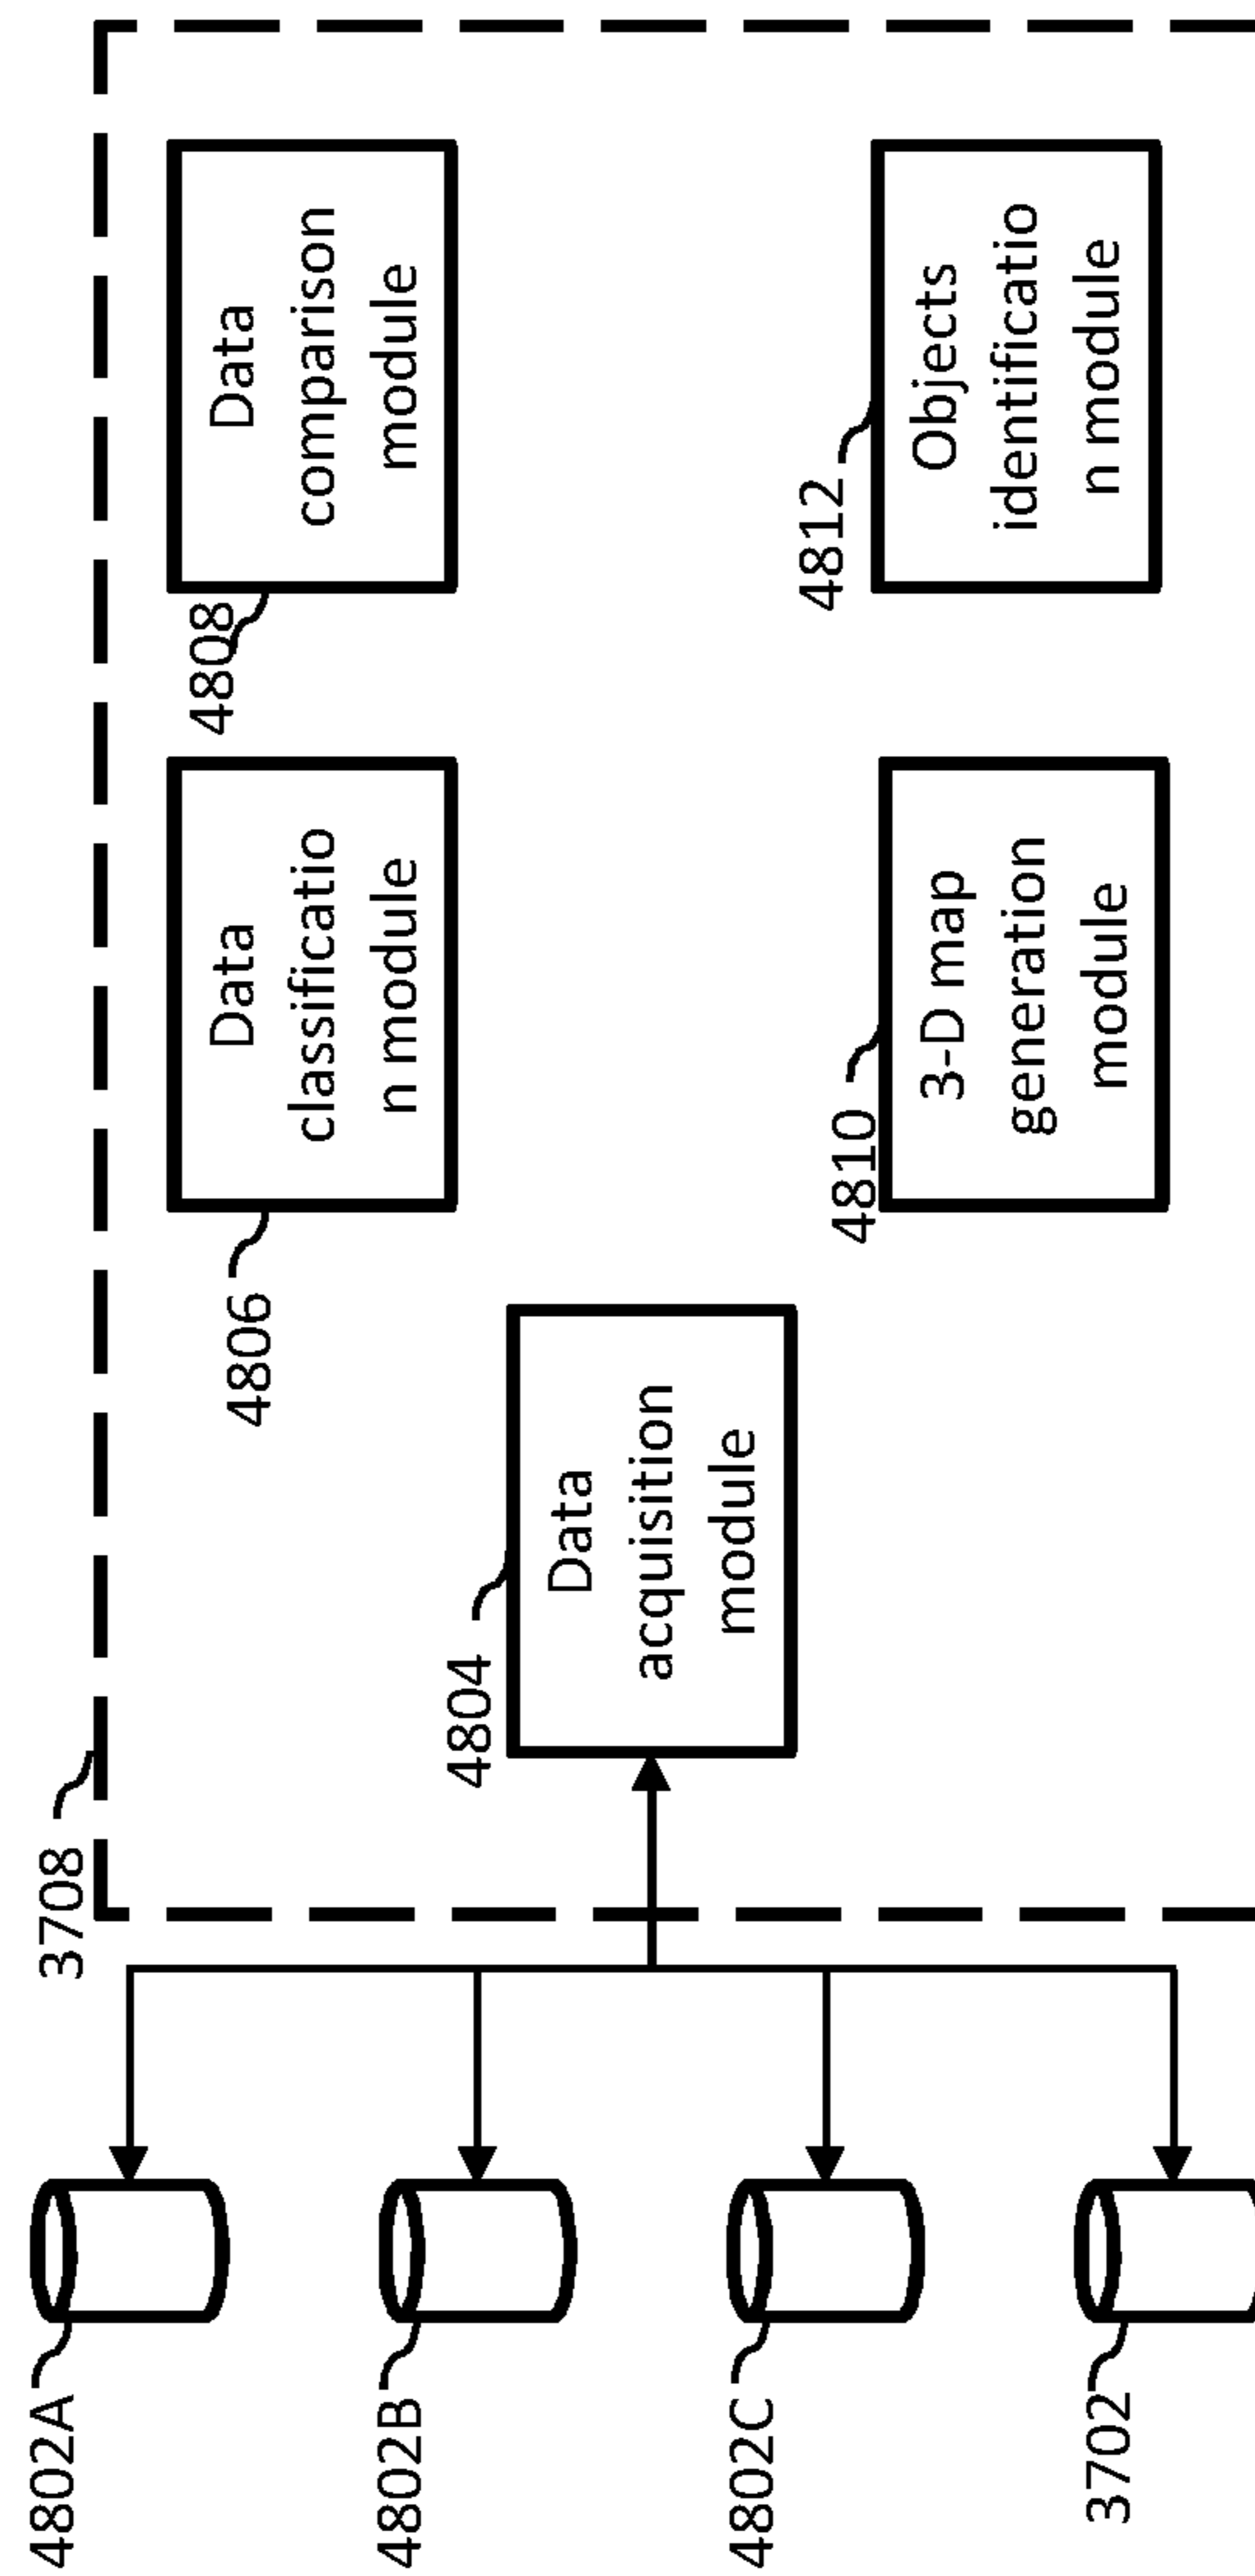 4802A
4802B
4802C
3702
3708
4804
Data
acquisition
module
4806
Data
classificatio
n module
4808
Data
comparison
module
4810
3-D map
generation
module
4812
Objects
identificatio
n module